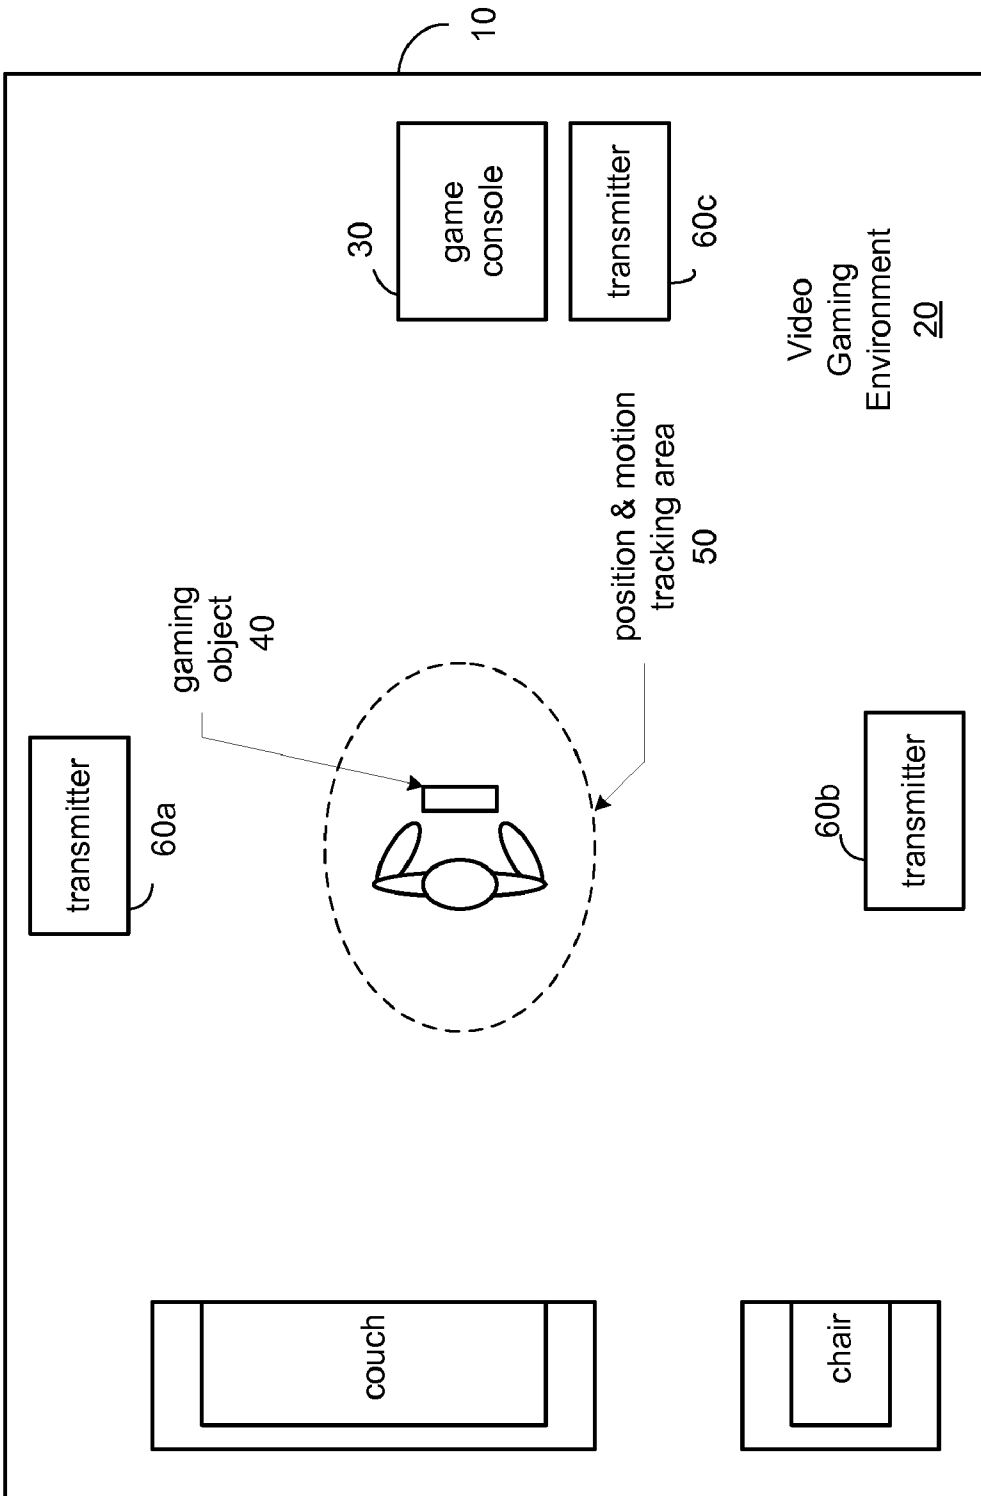 10
game
console
30
transmitter
60c
Video
Gaming
Environment
20
position & motion
tracking area
50
gaming
object
40
transmitter
60a
60b
transmitter
couch
chair